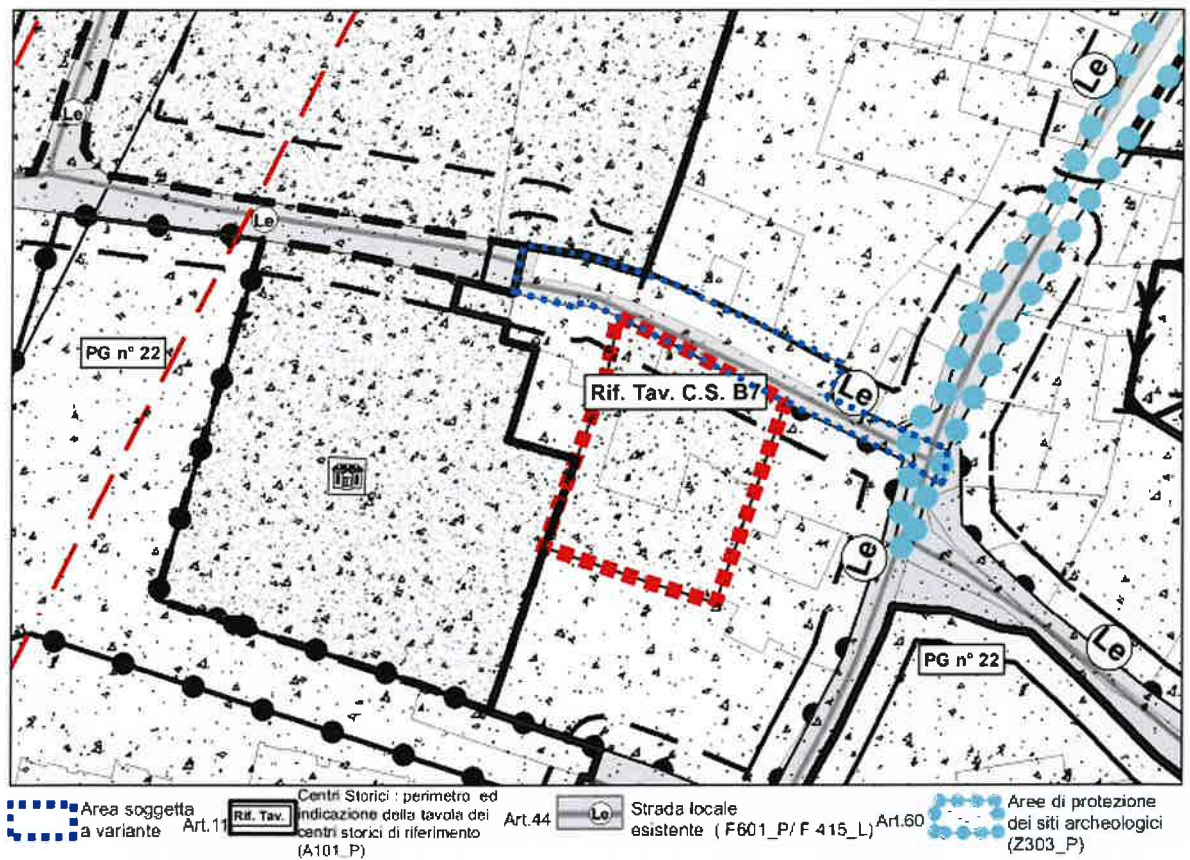 Le
Le
Le
PG n° 22
Rif. Tav. C.S. B7
Le
Le
PG n° 22
Le
Area soggetta
a variante
Art.11
Rif. Tav.
Centri Storici : perimetro ed
indicazione della tavola dei
centri storici di riferimento
(A101_P)
Art.44
Le
Strada locale
esistente ( F601_P/ F 415_L)
Art.60
Aree di protezione
dei siti archeologici
(Z303_P)